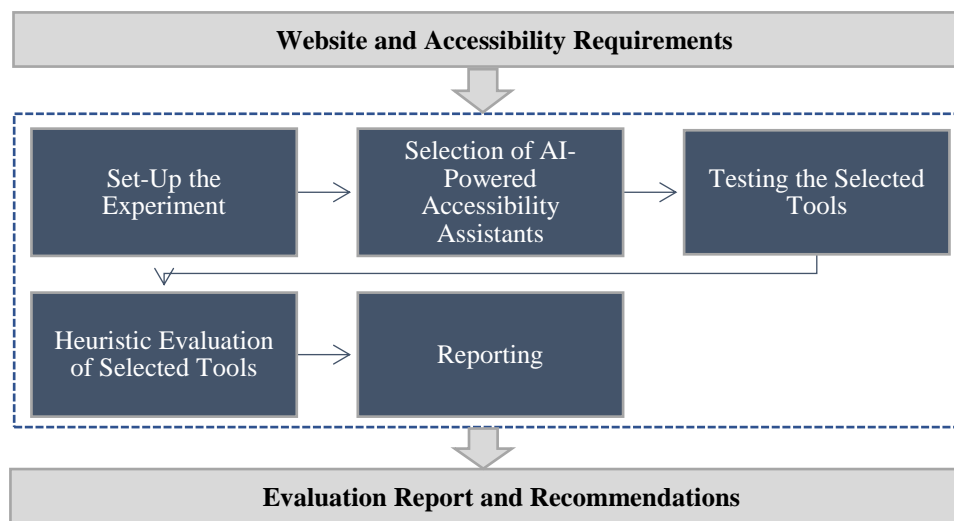 Website and Accessibility Requirements
Set-Up the
Experiment
Selection of AI-
Powered
Accessibility
Assistants
Testing the Selected
Tools
Heuristic Evaluation
of Selected Tools
Reporting
Evaluation Report and Recommendations